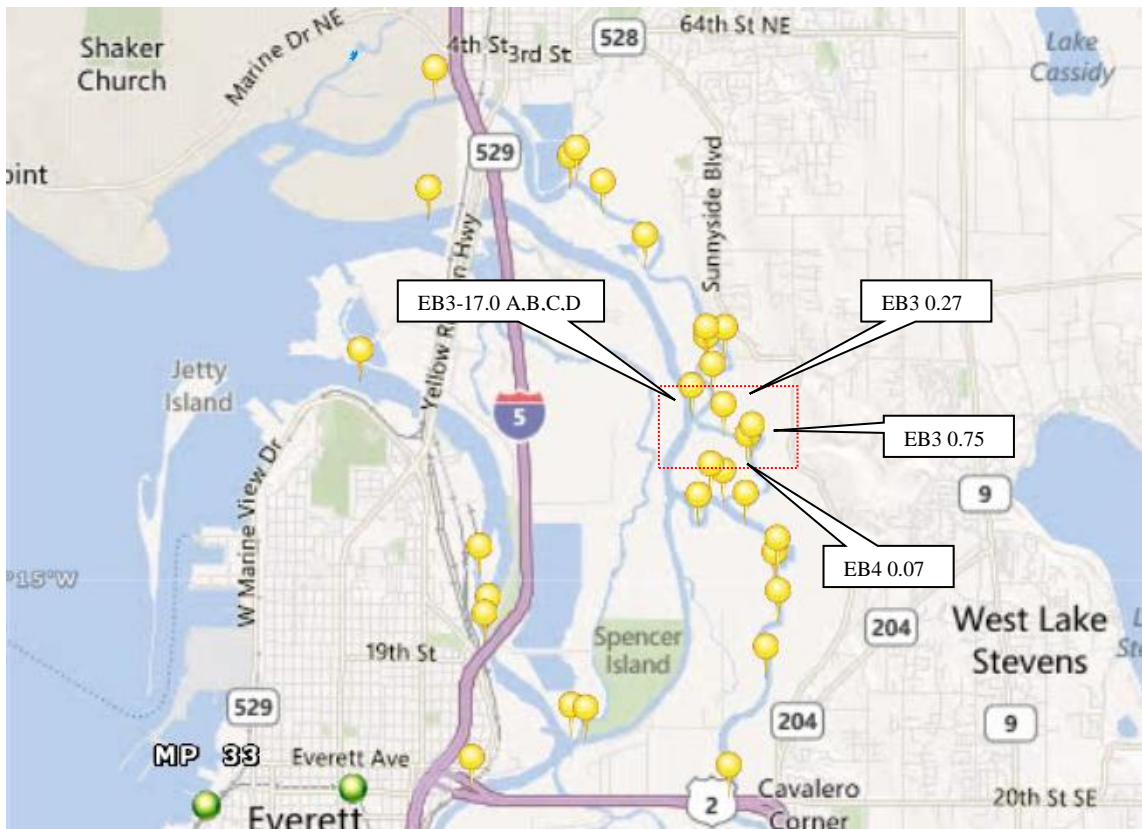 Shaker
Church
Marine Dr NE
4th St
3rd St
528
64th St NE
Lake
Cassidy
529
oint
Sunnyside Blvd
EB3-17.0 A,B,C,D
EB3 0.27
Jetty
Island
5
EB3 0.75
9
W Marine View Dr
EB4 0.07
15°W
Spencer
Island
204
West Lake
Stevens
19th St
529
204
9
MP 33
Everett Ave
Everett
2
Cavalero
Corner
20th St SE